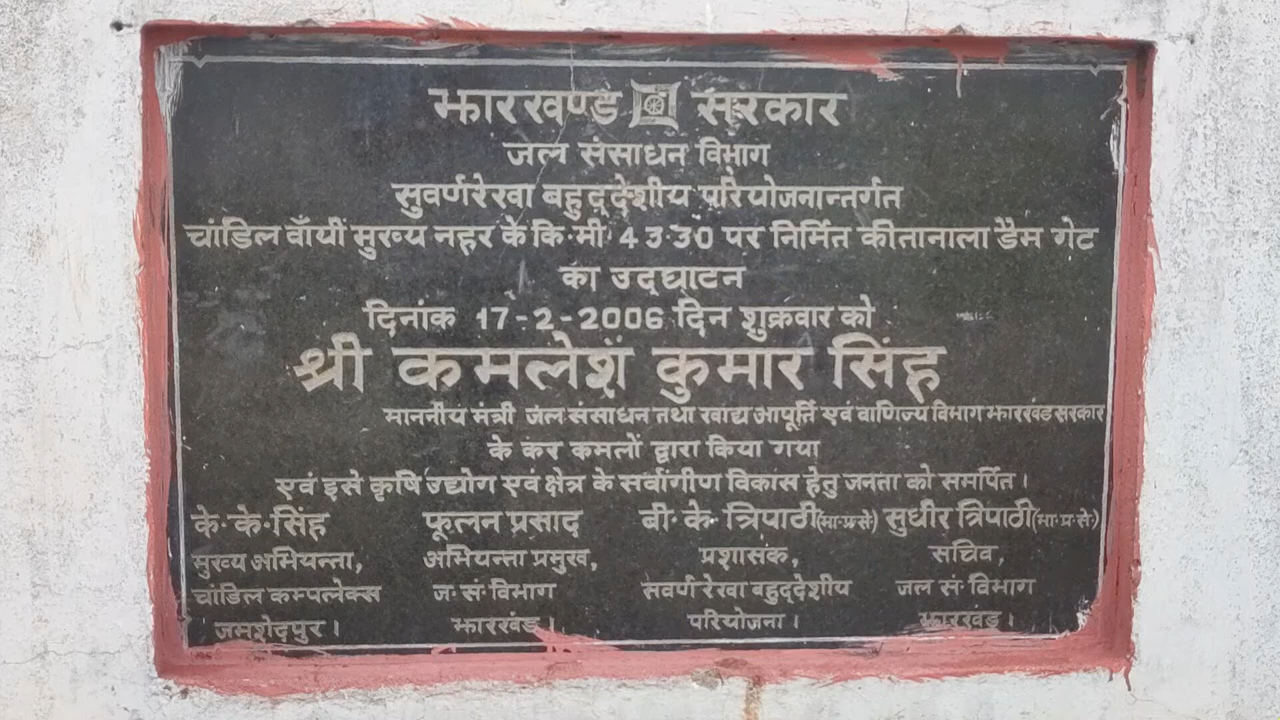 झारखण्ड सरकार
जल संसाधन विभाग
सुवर्णरेखा बहुद्देशीय परियोजनान्तर्गत
चांडिल बाँयीं मुख्य नहर के कि·मी· 43·30 पर निर्मित कीतानाला डैम गेट
का उद्घाटन
दिनांक 17-2-2006 दिन शुक्रवार को
श्री कमलेश कुमार सिंह
माननीय मंत्री जल संसाधन तथा खाद्य आपूर्ति एवं वाणिज्य विभाग झारखंड सरकार
के कर कमलों द्वारा किया गया
एवं इसे कृषि उद्योग एवं क्षेत्र के सर्वांगीण विकास हेतु जनता को समर्पित।
के·के·सिंह फूलन प्रसाद बी· के· त्रिपाठी(भा·प्र·से) सुधीर त्रिपाठी(भा·प्र·से·)
मुख्य अभियन्ता, अभियन्ता प्रमुख, प्रशासक, सचिव,
चांडिल कम्पलेक्स ज·सं·विभाग सवर्ण रेखा बहुद्देशीय जल सं·विभाग
जमशेदपुर। झारखंड। परियोजना। झारखंड।